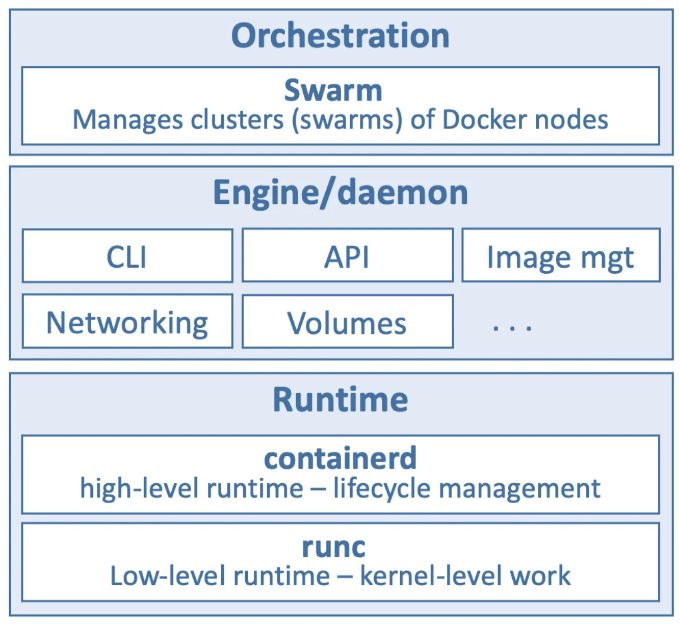 Orchestration
Swarm
Manages clusters (swarms) of Docker nodes
Engine/daemon
CLI API Image mgt
Networking Volumes ...
Runtime
containerd
high-level runtime – lifecycle management
runc
Low-level runtime – kernel-level work